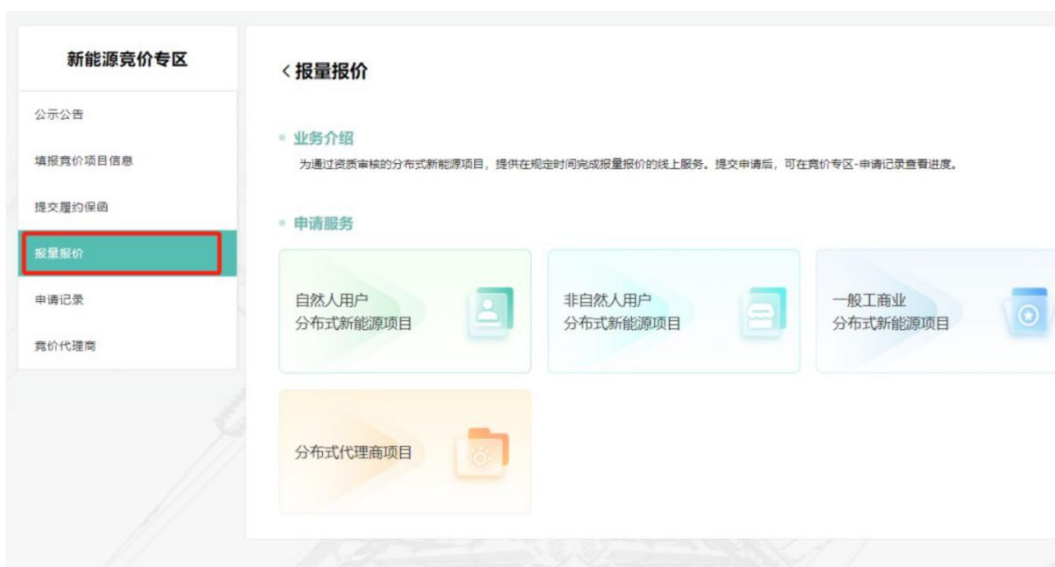 新能源竞价专区
公示公告
填报竞价项目信息
提交履约保函
报量报价
申请记录
竞价代理商
<报量报价
业务介绍
为通过资质审核的分布式新能源项目，提供在规定时间完成报量报价的线上服务。提交申请后，可在竞价专区-申请记录查看进度。
申请服务
自然人用户
分布式新能源项目
非自然人用户
分布式新能源项目
一般工商业
分布式新能源项目
分布式代理商项目